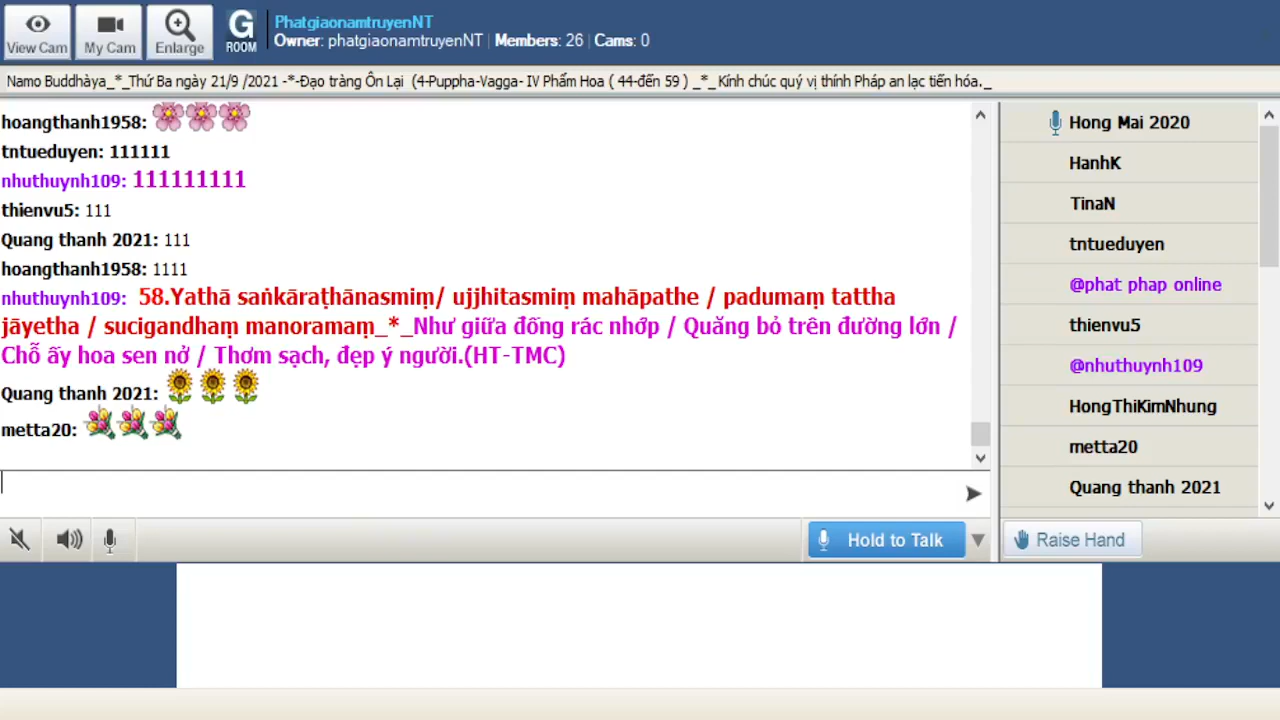 View Cam
My Cam
Enlarge
G
ROOM
PhatgiaonamtruyenNT
Owner: phatgiaonamtruyenNT | Members: 26 | Cams: 0
Namo Buddhàya_*_Thứ Ba ngày 21/9 /2021 -*-Đạo tràng Ôn Lại (4-Puppha-Vagga- IV Phẩm Hoa ( 44-đến 59 ) _*_Kính chúc quý vị thính Pháp an lạc tiến hóa._
hoangthanh1958:
tntueduyen: 111111
nhuthuynh109: 111111111
thienvu5: 111
Quang thanh 2021: 111
hoangthanh1958: 1111
nhuthuynh109: 58.Yathā saṅkāraṭhānasmiṃ/ ujjhitasmiṃ mahāpathe / padumaṃ tattha
jāyetha / sucigandhaṃ manoramaṃ_*_Như giữa đống rác nhớp / Quăng bỏ trên đường lớn /
Chỗ ấy hoa sen nở / Thơm sạch, đẹp ý người.(HT-TMC)
Quang thanh 2021:
metta20:
Hold to Talk
Hong Mai 2020
HanhK
TinaN
tntueduyen
@phat phap online
thienvu5
@nhuthuynh109
HongThiKimNhung
metta20
Quang thanh 2021
Raise Hand